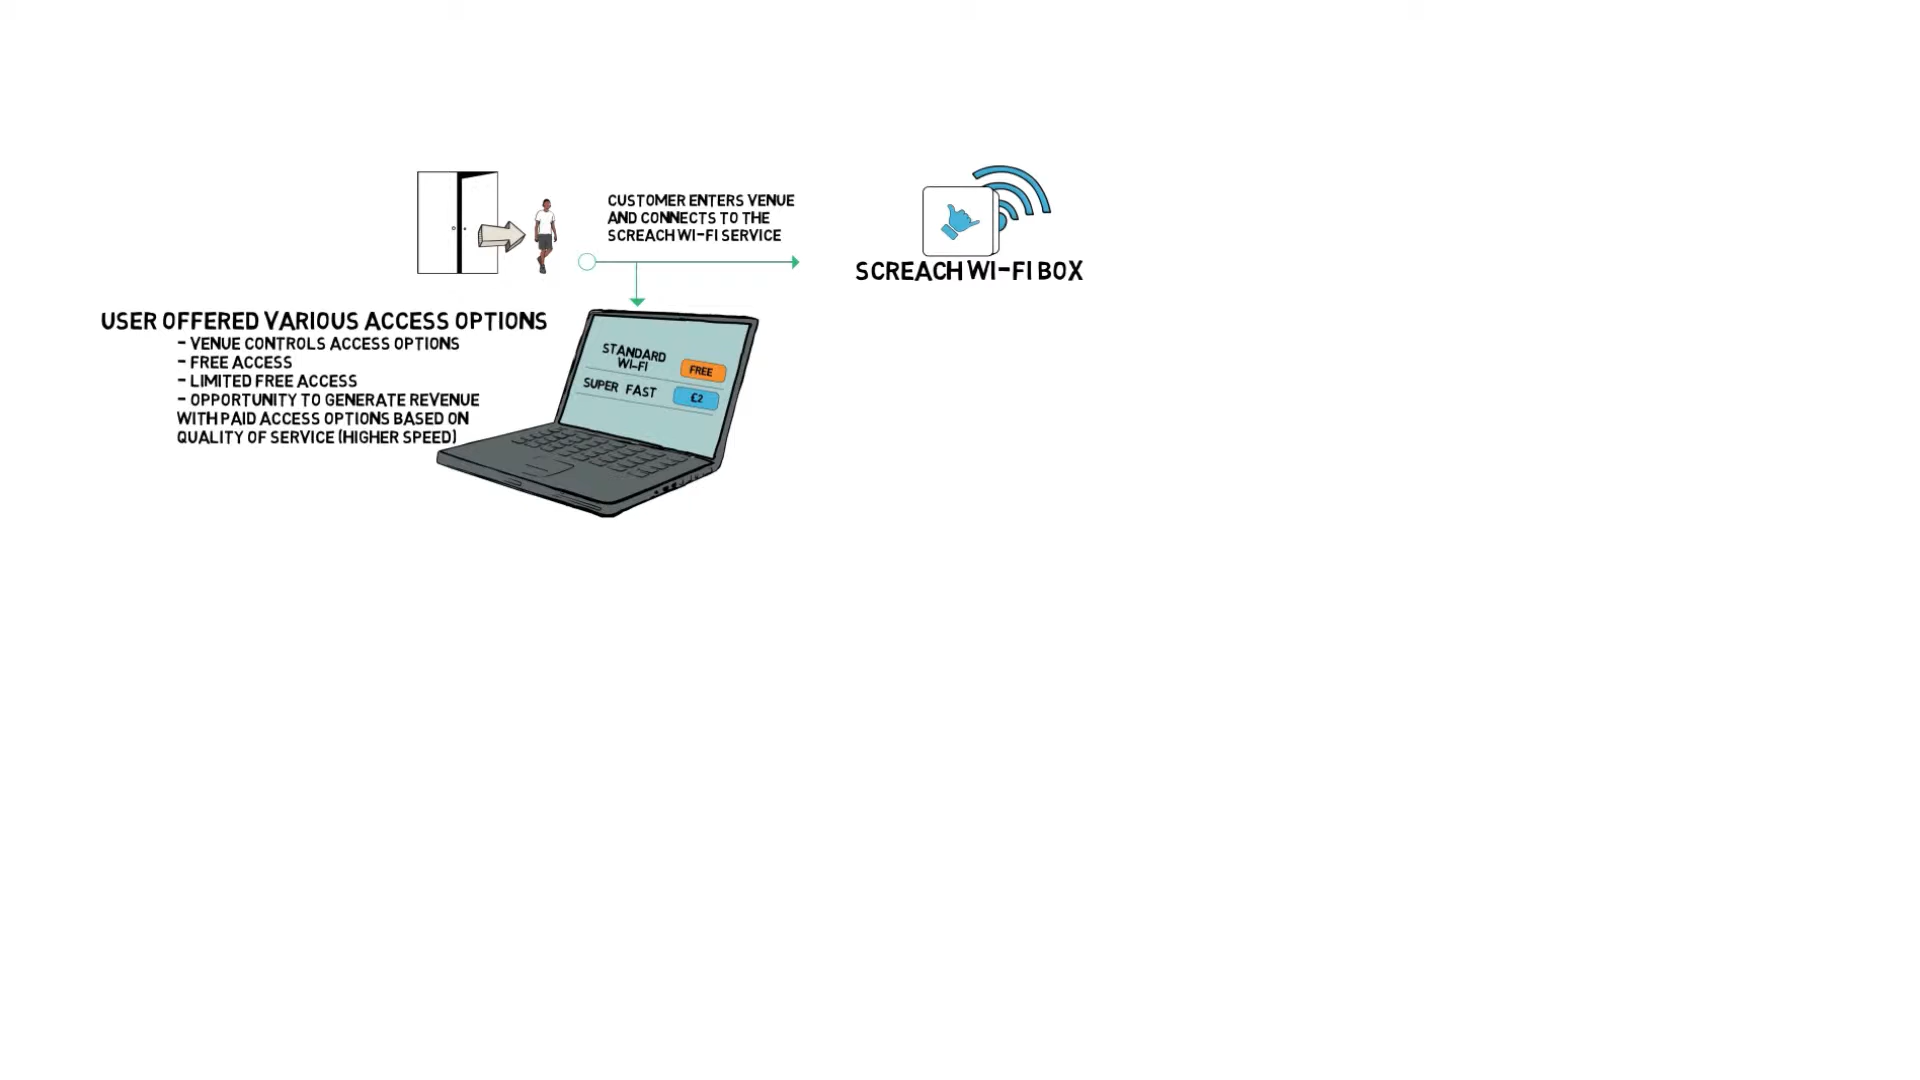 CUSTOMER ENTERS VENUE
AND CONNECTS TO THE
SCREACH WI-FI SERVICE
SCREACH WI-FI BOX
USER OFFERED VARIOUS ACCESS OPTIONS
- VENUE CONTROLS ACCESS OPTIONS
- FREE ACCESS
- LIMITED FREE ACCESS
- OPPORTUNITY TO GENERATE REVENUE
WITH PAID ACCESS OPTIONS BASED ON
QUALITY OF SERVICE (HIGHER SPEED)
STANDARD
WI-FI
FREE
SUPER FAST
£2